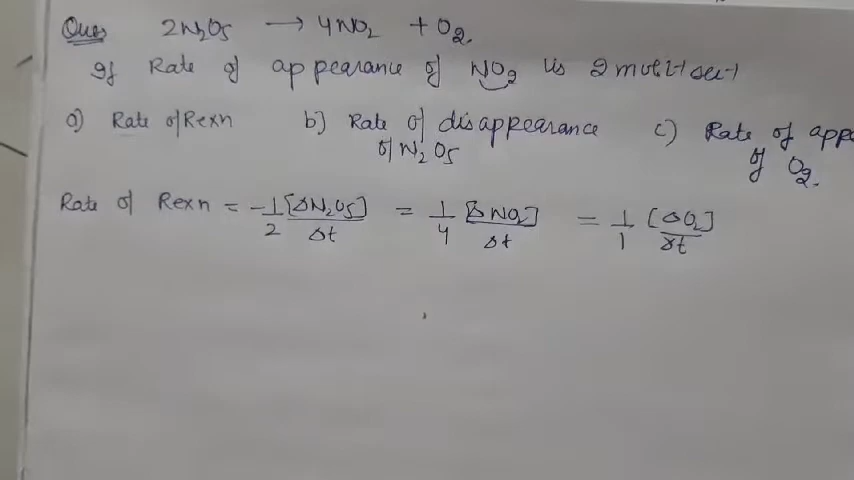 Ques 2N₂O₅ → 4NO₂ + O₂.
If Rate of appearance of NO₂ is 2 mol L-1 sec-1
a) Rate of Rexn b) Rate of disappearance of N₂O₅ c) Rate of appe of O₂.
Rate of Rexn = -1/2 [ΔN₂O₅]/Δt = 1/4 [ΔNO₂]/Δt = 1/1 [ΔO₂]/Δt